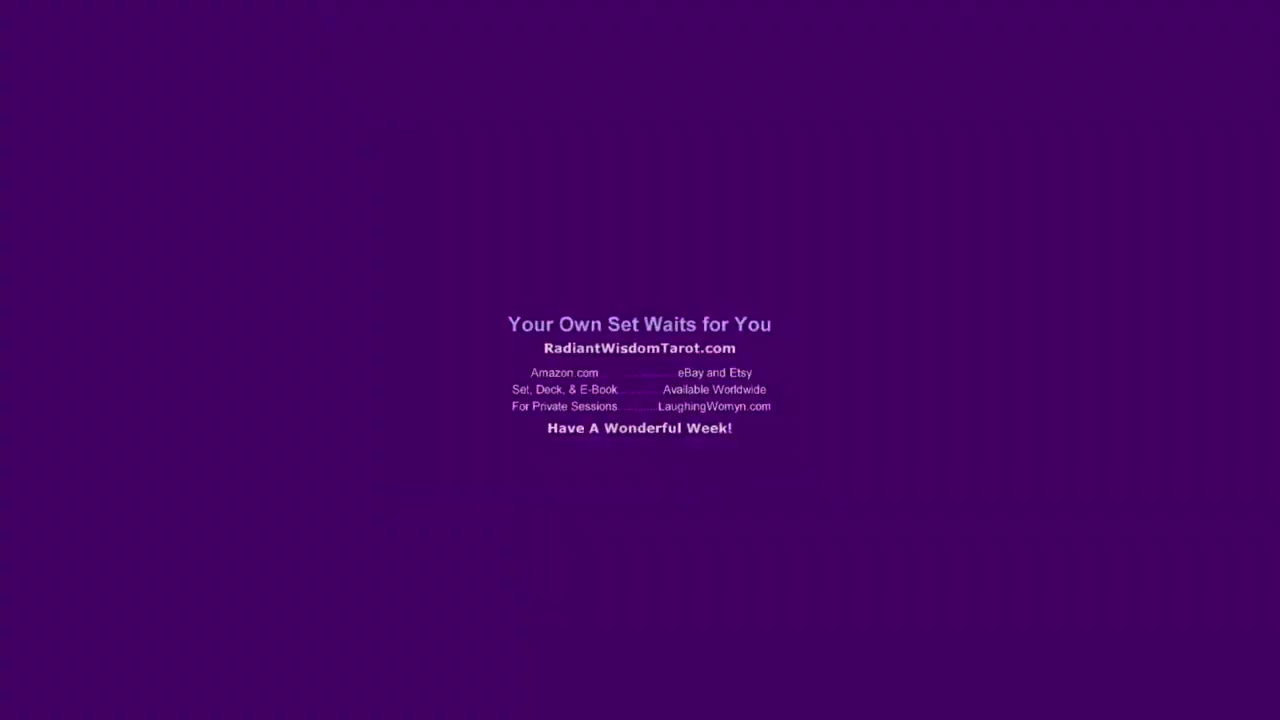 Your Own Set Waits for You
RadiantWisdomTarot.com
Amazon.com eBay and Etsy
Set, Deck, & E-Book Available Worldwide
For Private Sessions LaughingWomyn.com
Have A Wonderful Week!